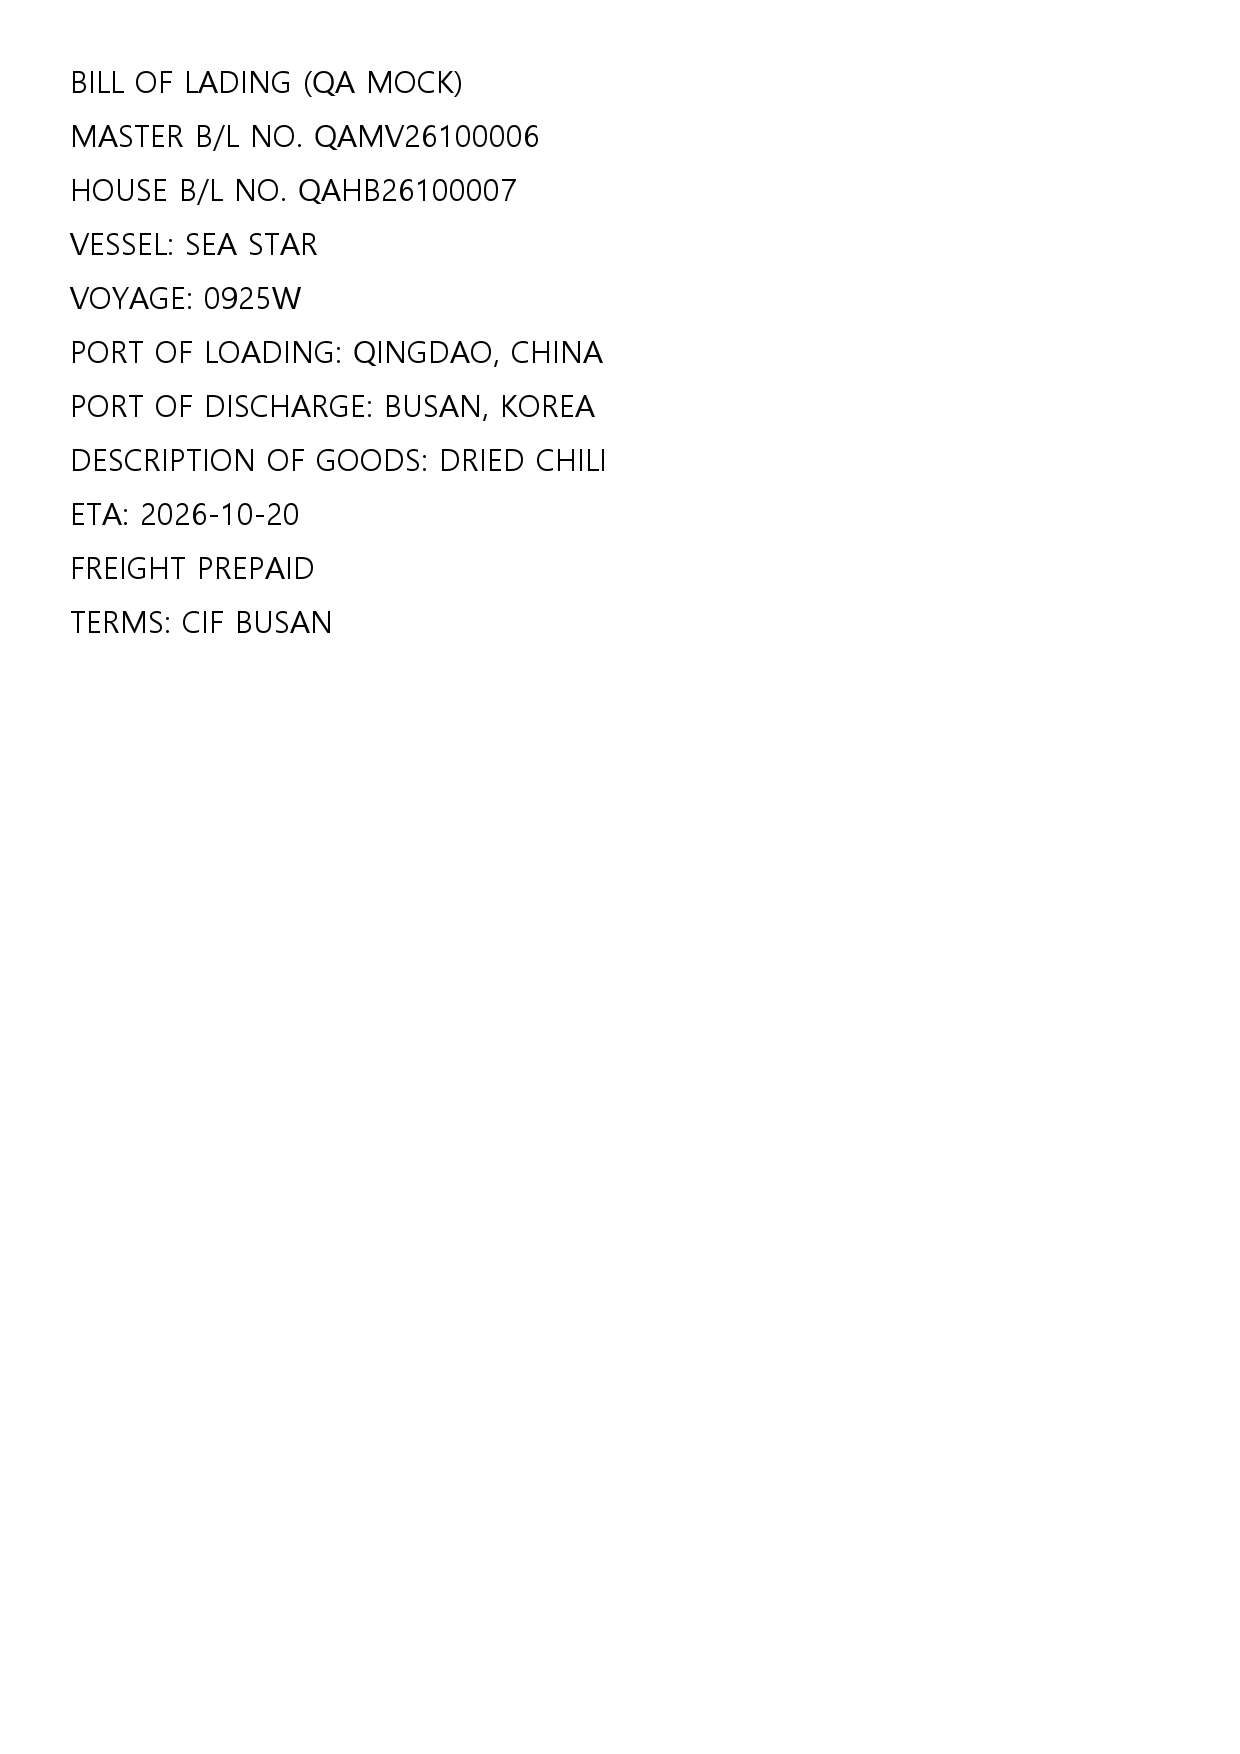 BILL OF LADING (QA MOCK)
MASTER B/L NO. QAMV26100006
HOUSE B/L NO. QAHB26100007
VESSEL: SEA STAR
VOYAGE: 0925W
PORT OF LOADING: QINGDAO, CHINA
PORT OF DISCHARGE: BUSAN, KOREA
DESCRIPTION OF GOODS: DRIED CHILI
ETA: 2026-10-20
FREIGHT PREPAID
TERMS: CIF BUSAN